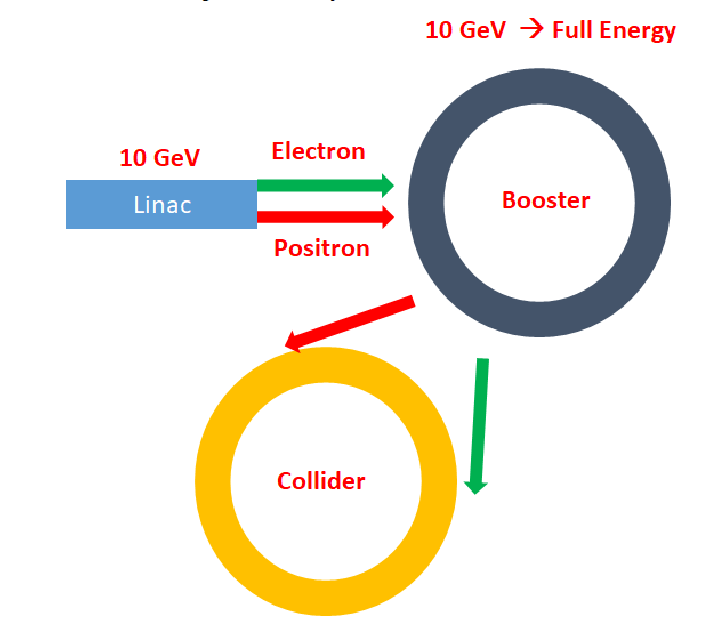 10 GeV → Full Energy
10 GeV
Electron
Linac
Booster
Positron
Collider